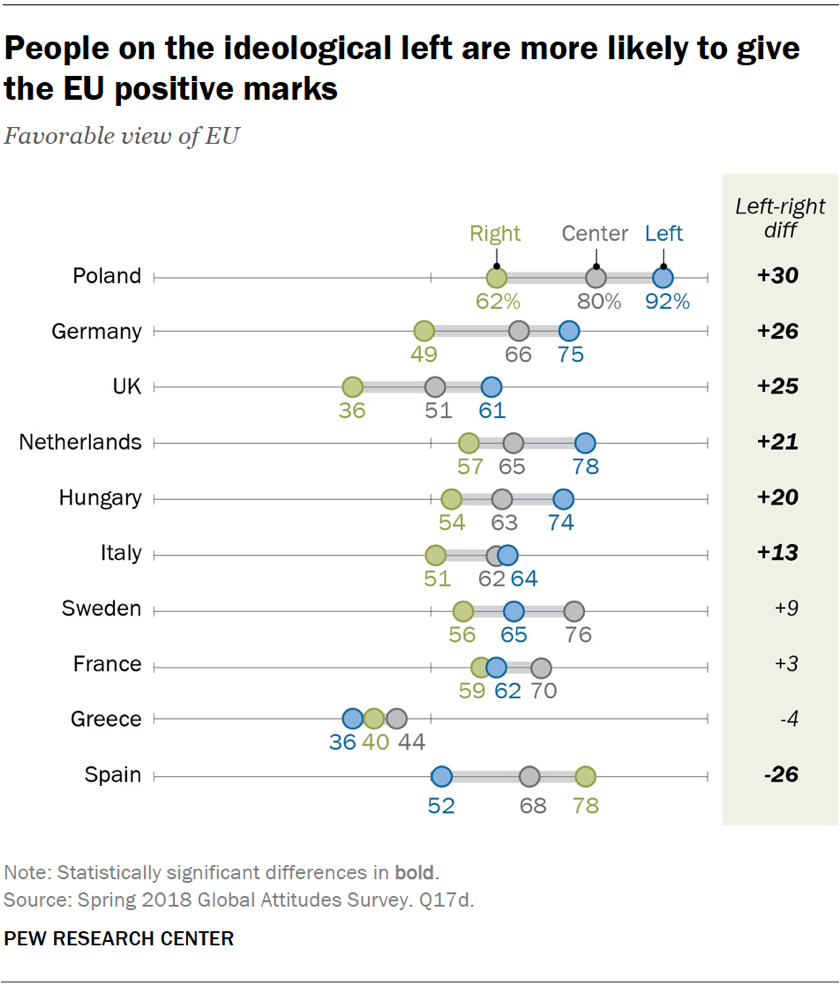 People on the ideological left are more likely to give
the EU positive marks
Favorable view of EU
Left-right
diff
Right Center Left
Poland 62% 80% 92% +30
Germany 49 66 75 +26
UK 36 51 61 +25
Netherlands 57 65 78 +21
Hungary 54 63 74 +20
Italy 51 62 64 +13
Sweden 56 65 76 +9
France 59 62 70 +3
Greece 36 40 44 -4
Spain 52 68 78 -26
Note: Statistically significant differences in bold.
Source: Spring 2018 Global Attitudes Survey. Q17d.
PEW RESEARCH CENTER